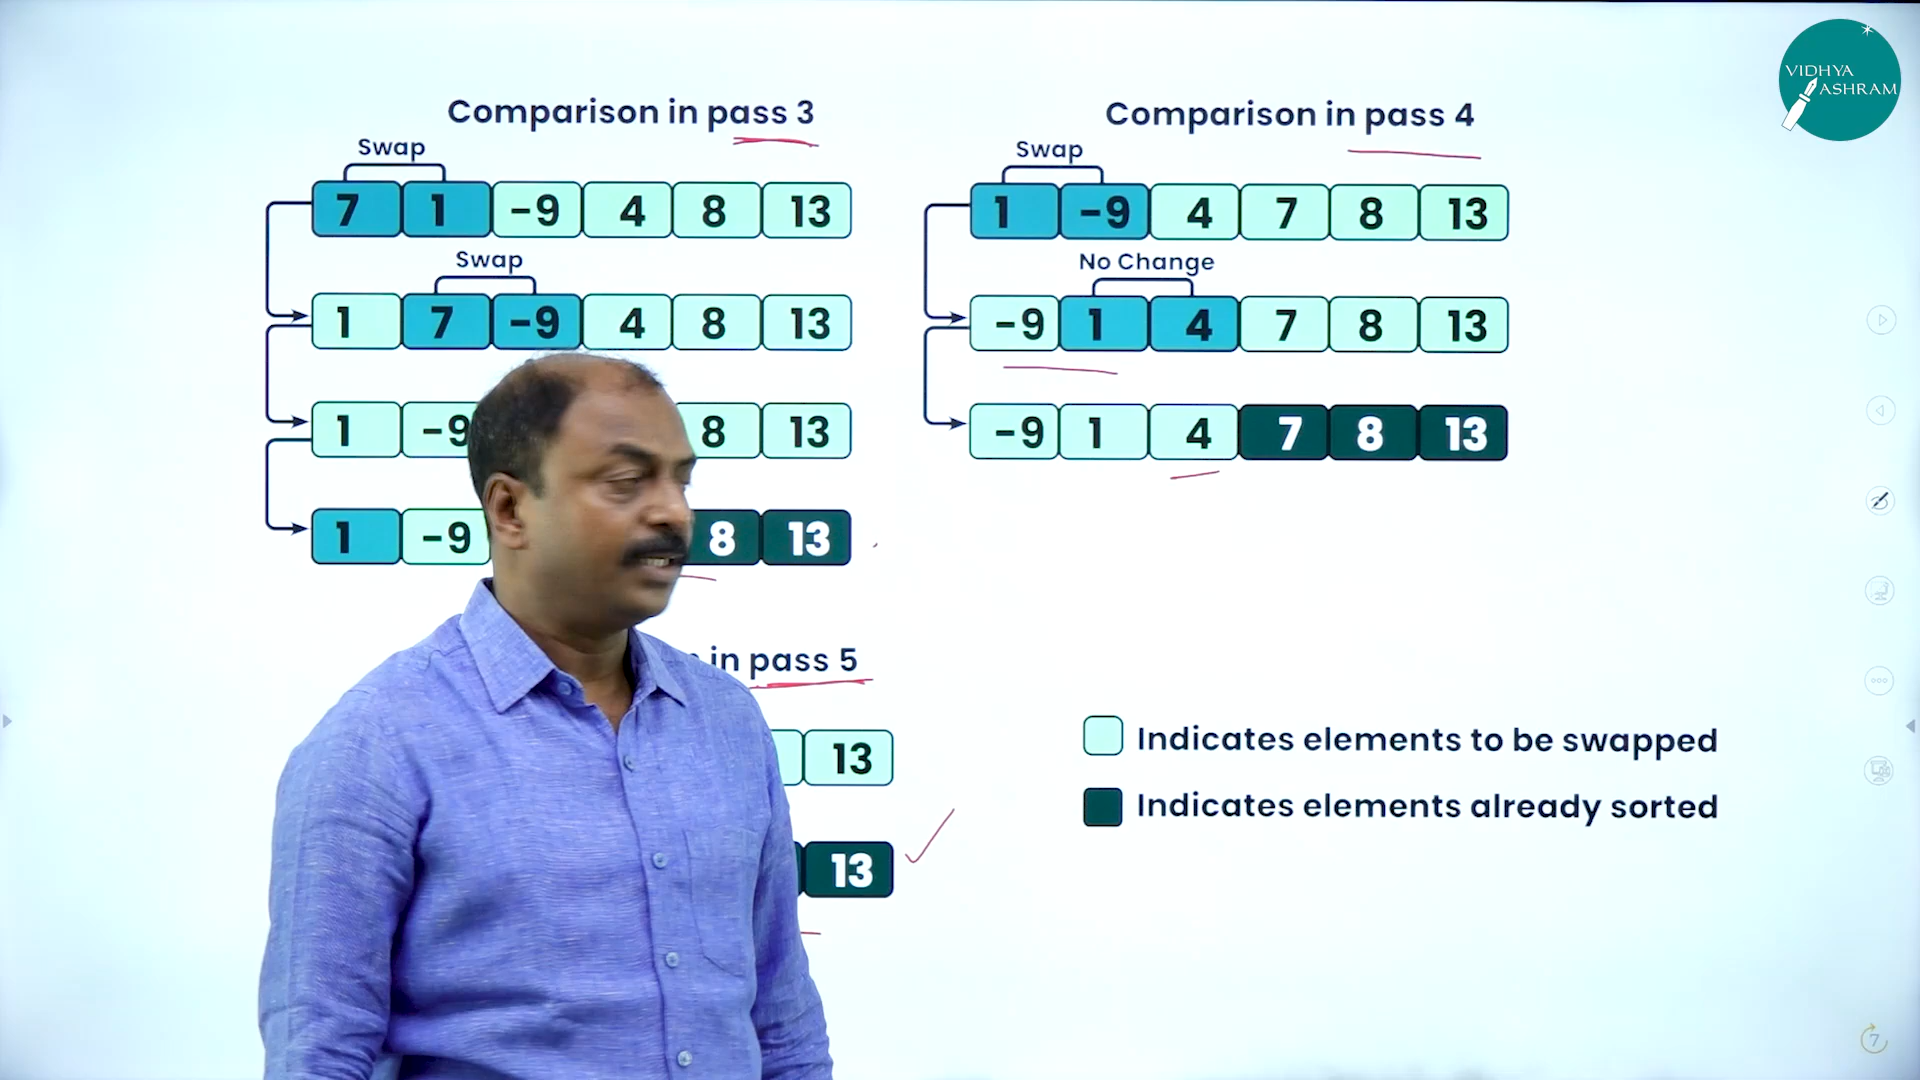 VIDHYA
ASHRAM
Comparison in pass 3
Swap
7 1 -9 4 8 13
Swap
1 7 -9 4 8 13
1 -9 8 13
1 -9 8 13
Comparison in pass 4
Swap
1 -9 4 7 8 13
No Change
-9 1 4 7 8 13
-9 1 4 7 8 13
in pass 5
13
13
Indicates elements to be swapped
Indicates elements already sorted
7